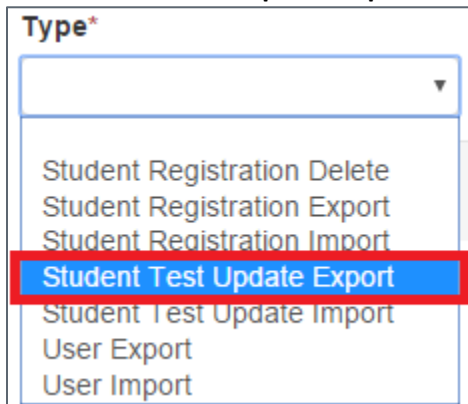 Type*
Student Registration Delete
Student Registration Export
Student Registration Import
Student Test Update Export
Student Test Update Import
User Export
User Import